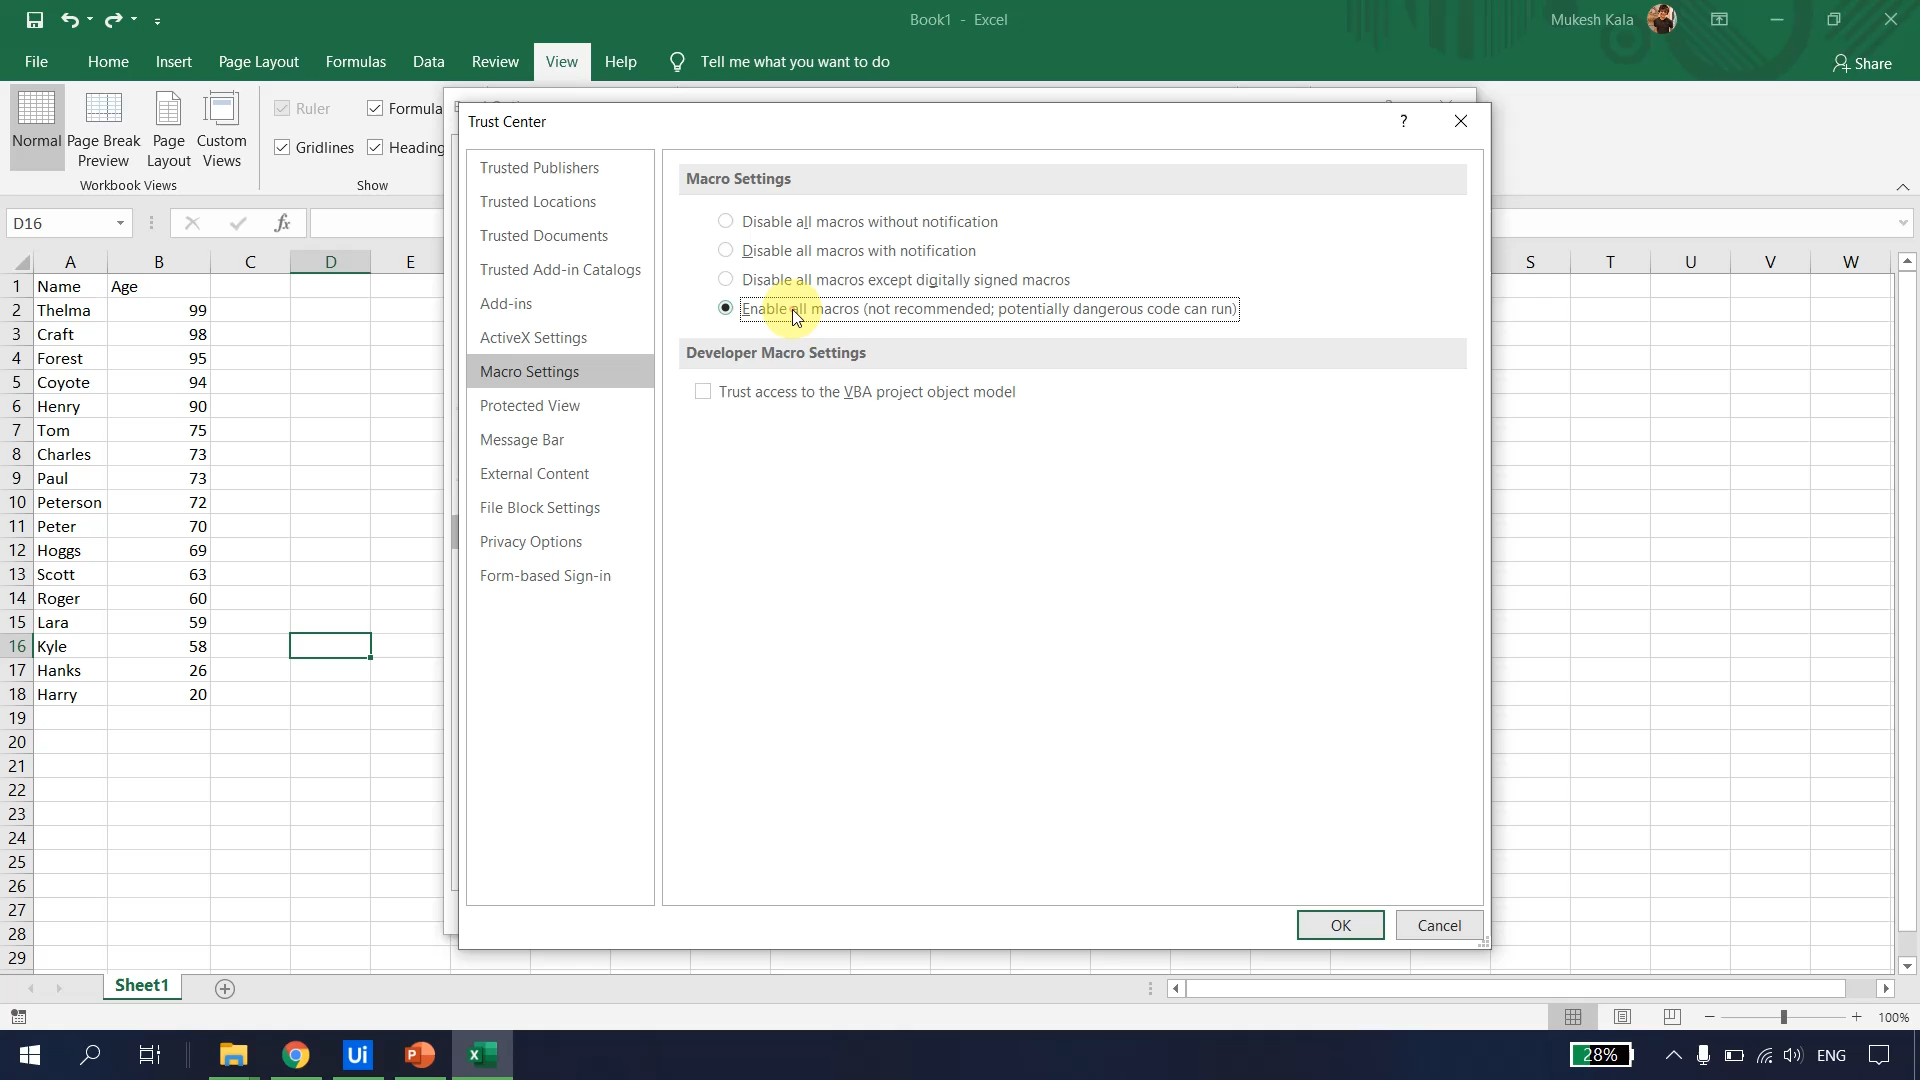 Book1 - Excel
Mukesh Kala
File Home Insert Page Layout Formulas Data Review View Help Tell me what you want to do Share
Normal Page Break Preview Page Layout Custom Views
Workbook Views
Ruler
Gridlines
Heading
Show
D16
fx
A B C D E S T U V W
1 Name Age
2 Thelma 99
3 Craft 98
4 Forest 95
5 Coyote 94
6 Henry 90
7 Tom 75
8 Charles 73
9 Paul 73
10 Peterson 72
11 Peter 70
12 Hoggs 69
13 Scott 63
14 Roger 60
15 Lara 59
16 Kyle 58
17 Hanks 26
18 Harry 20
19
20
21
22
23
24
25
26
27
28
29
Trust Center ?
Trusted Publishers
Trusted Locations
Trusted Documents
Trusted Add-in Catalogs
Add-ins
ActiveX Settings
Macro Settings
Protected View
Message Bar
External Content
File Block Settings
Privacy Options
Form-based Sign-in
Macro Settings
Disable all macros without notification
Disable all macros with notification
Disable all macros except digitally signed macros
Enable all macros (not recommended; potentially dangerous code can run)
Developer Macro Settings
Trust access to the VBA project object model
OK Cancel
Sheet1
100%
Ui
28%
ENG